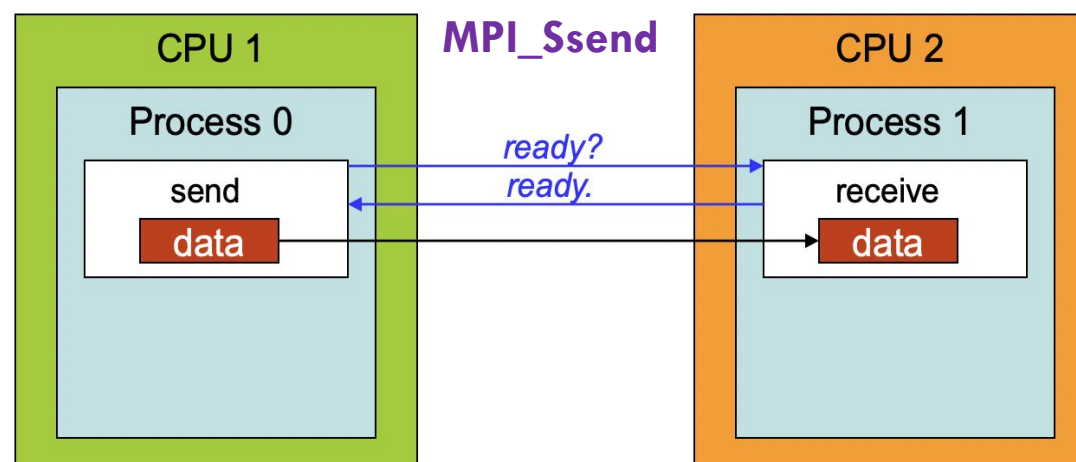 CPU 1
MPI_Ssend
CPU 2
Process 0
Process 1
ready?
ready.
send
receive
data
data